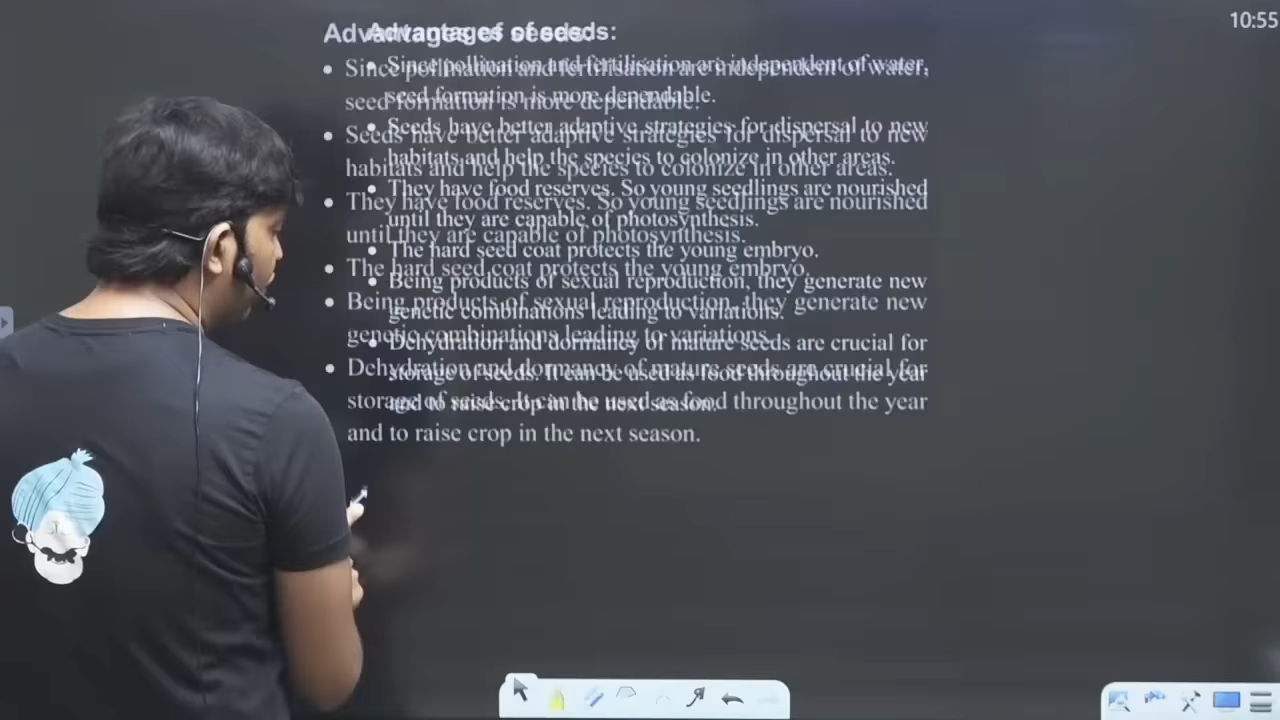 10:55
Advantages of seeds:
• Since pollination and fertilisation are independent of water,
seed formation is more dependable.
• Seeds have better adaptive strategies for dispersal to new
habitats and help the species to colonize in other areas.
• They have food reserves. So young seedlings are nourished
until they are capable of photosynthesis.
• The hard seed coat protects the young embryo.
• Being products of sexual reproduction, they generate new
genetic combinations leading to variations.
• Dehydration and dormancy of mature seeds are crucial for
storage of seeds. It can be used as food throughout the year
and to raise crop in the next season.